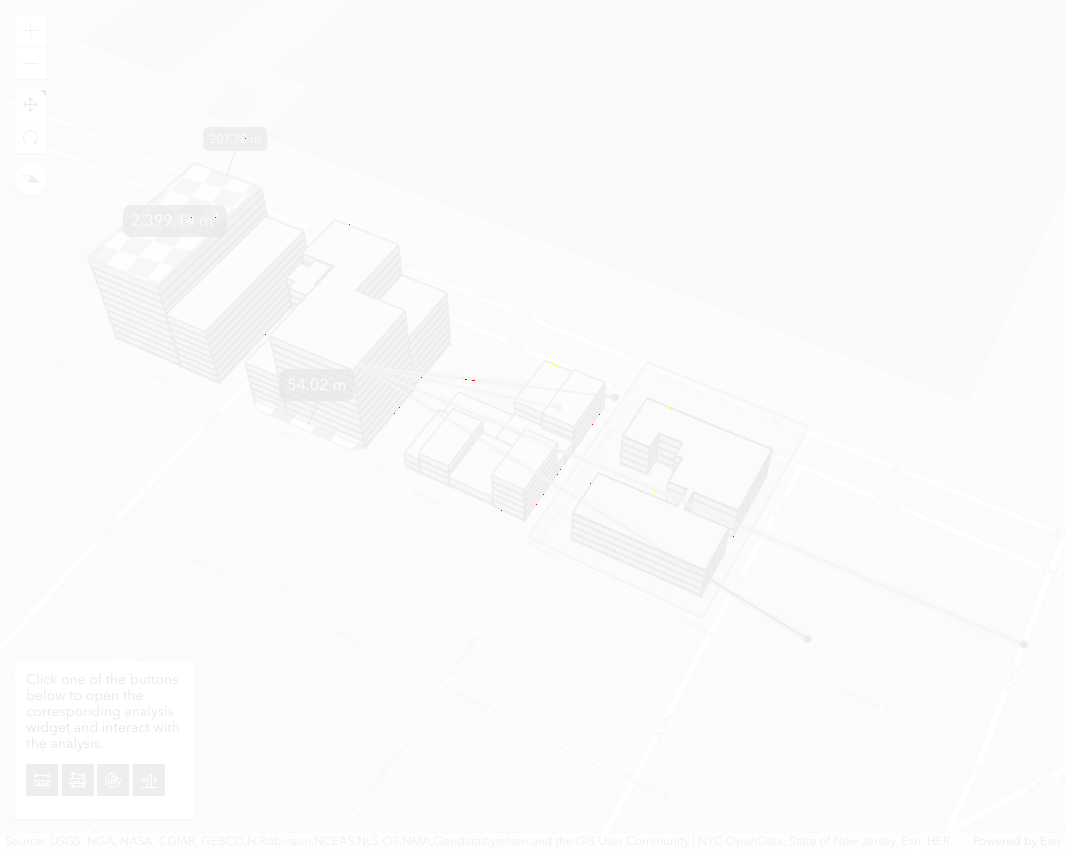 207.79 m
2,399.14 m²
54.02 m
Click one of the buttons
below to open the
corresponding analysis
widget and interact with
the analysis.
Source: USGS, NGA, NASA, CGIAR, GEBCO,N Robinson,NCEAS,NLS,OS,NMA,Geodatastyrelsen and the GIS User Community | NYC OpenData, State of New Jersey, Esri, HER... Powered by Esri